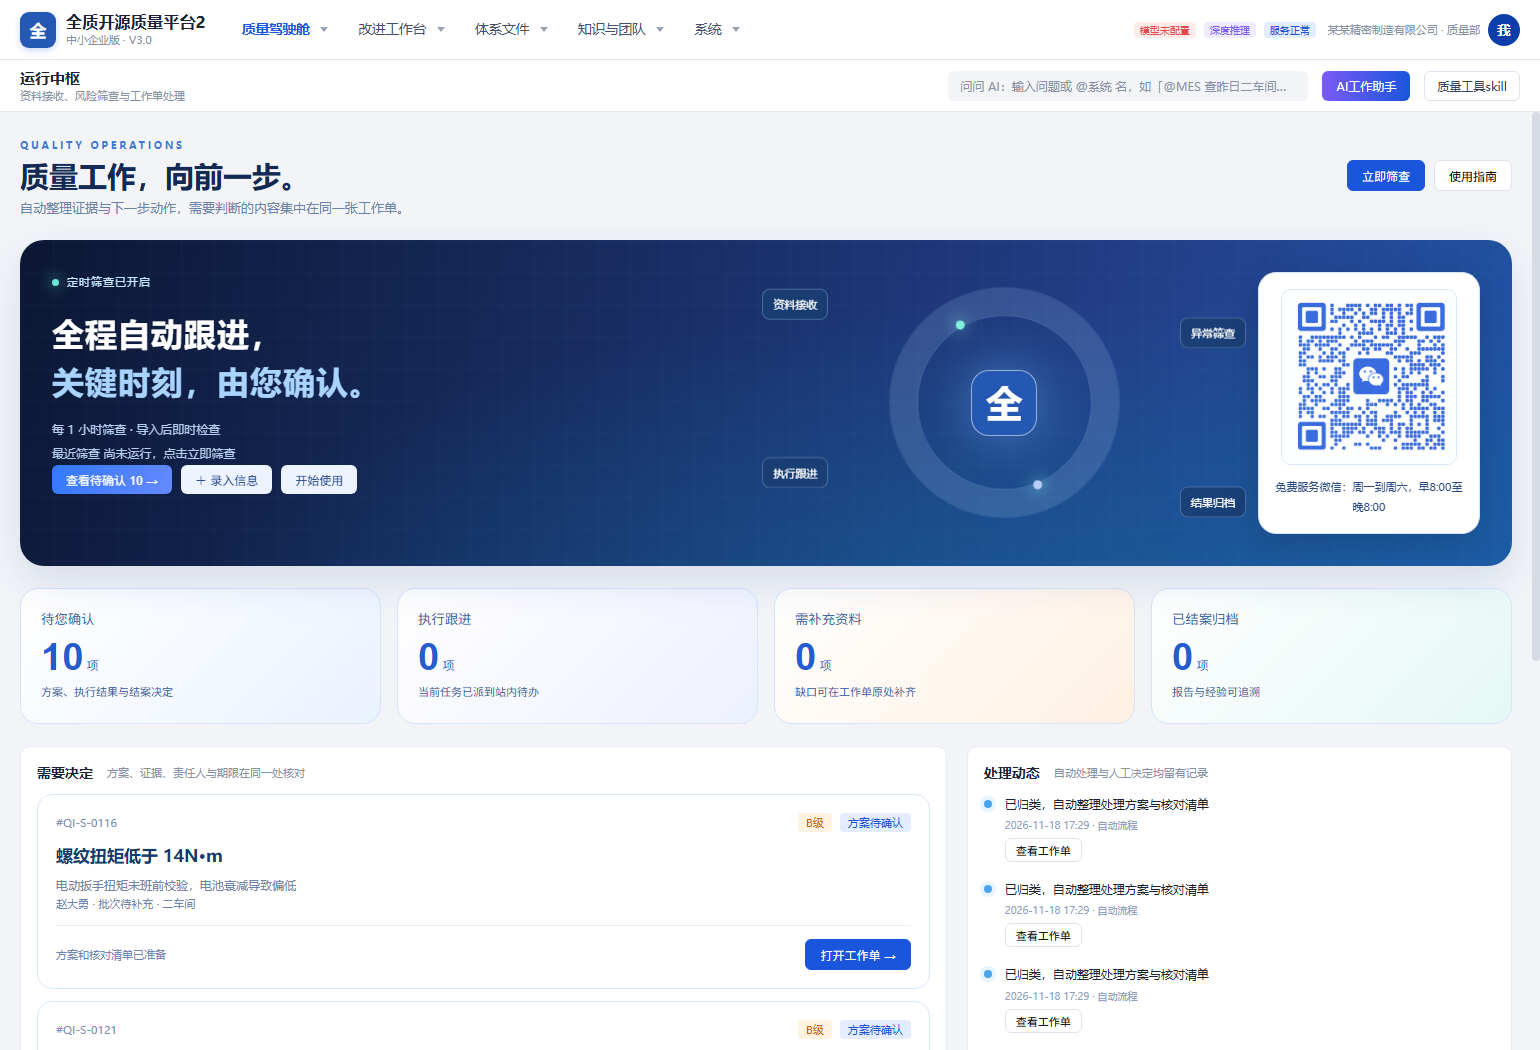 全
全质开源质量平台2
中小企业版 · V3.0
质量驾驶舱
改进工作台
体系文件
知识与团队
系统
模型未配置
深度推理
服务正常
某某精密制造有限公司 · 质量部
我
运行中枢
资料接收、风险筛查与工作单处理
问问 AI：输入问题或 @系统 名，如「@MES 查昨日二车间...
AI工作助手
质量工具skill
QUALITY OPERATIONS
质量工作，向前一步。
自动整理证据与下一步动作，需要判断的内容集中在同一张工作单。
立即筛查
使用指南
定时筛查已开启
全程自动跟进，
关键时刻，由您确认。
每 1 小时筛查 · 导入后即时检查
最近筛查 尚未运行，点击立即筛查
查看待确认 10 →
＋ 录入信息
开始使用
资料接收
异常筛查
全
执行跟进
结果归档
免费服务微信：周一到周六，早8:00至
晚8:00
待您确认
10 项
方案、执行结果与结案决定
执行跟进
0 项
当前任务已派到站内待办
需补充资料
0 项
缺口可在工作单原处补齐
已结案归档
0 项
报告与经验可追溯
需要决定
方案、证据、责任人与期限在同一处核对
#QI-S-0116
B级
方案待确认
螺纹扭矩低于 14N•m
电动扳手扭矩未班前校验，电池衰减导致偏低
赵大勇 · 批次待补充 · 二车间
方案和核对清单已准备
打开工作单 →
#QI-S-0121
B级
方案待确认
处理动态
自动处理与人工决定均留有记录
已归类，自动整理处理方案与核对清单
2026-11-18 17:29 · 自动流程
查看工作单
已归类，自动整理处理方案与核对清单
2026-11-18 17:29 · 自动流程
查看工作单
已归类，自动整理处理方案与核对清单
2026-11-18 17:29 · 自动流程
查看工作单